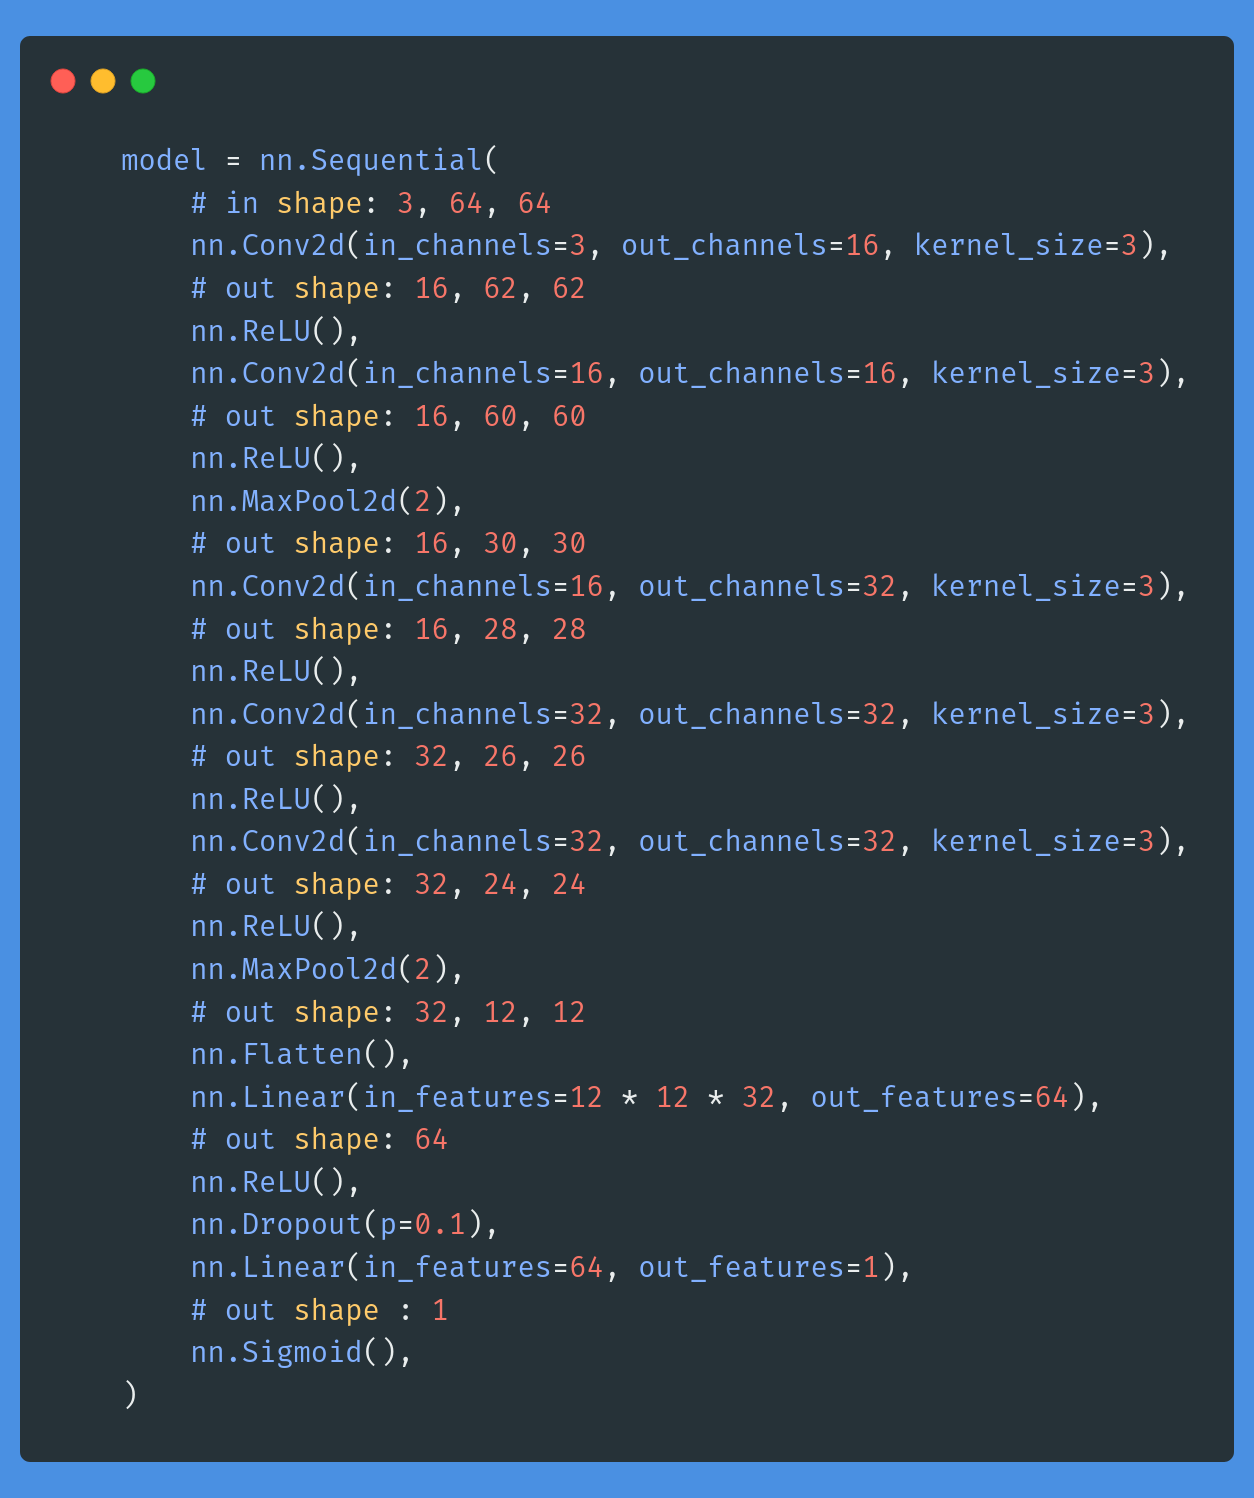 model = nn.Sequential(
    # in shape: 3, 64, 64
    nn.Conv2d(in_channels=3, out_channels=16, kernel_size=3),
    # out shape: 16, 62, 62
    nn.ReLU(),
    nn.Conv2d(in_channels=16, out_channels=16, kernel_size=3),
    # out shape: 16, 60, 60
    nn.ReLU(),
    nn.MaxPool2d(2),
    # out shape: 16, 30, 30
    nn.Conv2d(in_channels=16, out_channels=32, kernel_size=3),
    # out shape: 16, 28, 28
    nn.ReLU(),
    nn.Conv2d(in_channels=32, out_channels=32, kernel_size=3),
    # out shape: 32, 26, 26
    nn.ReLU(),
    nn.Conv2d(in_channels=32, out_channels=32, kernel_size=3),
    # out shape: 32, 24, 24
    nn.ReLU(),
    nn.MaxPool2d(2),
    # out shape: 32, 12, 12
    nn.Flatten(),
    nn.Linear(in_features=12 * 12 * 32, out_features=64),
    # out shape: 64
    nn.ReLU(),
    nn.Dropout(p=0.1),
    nn.Linear(in_features=64, out_features=1),
    # out shape : 1
    nn.Sigmoid(),
)